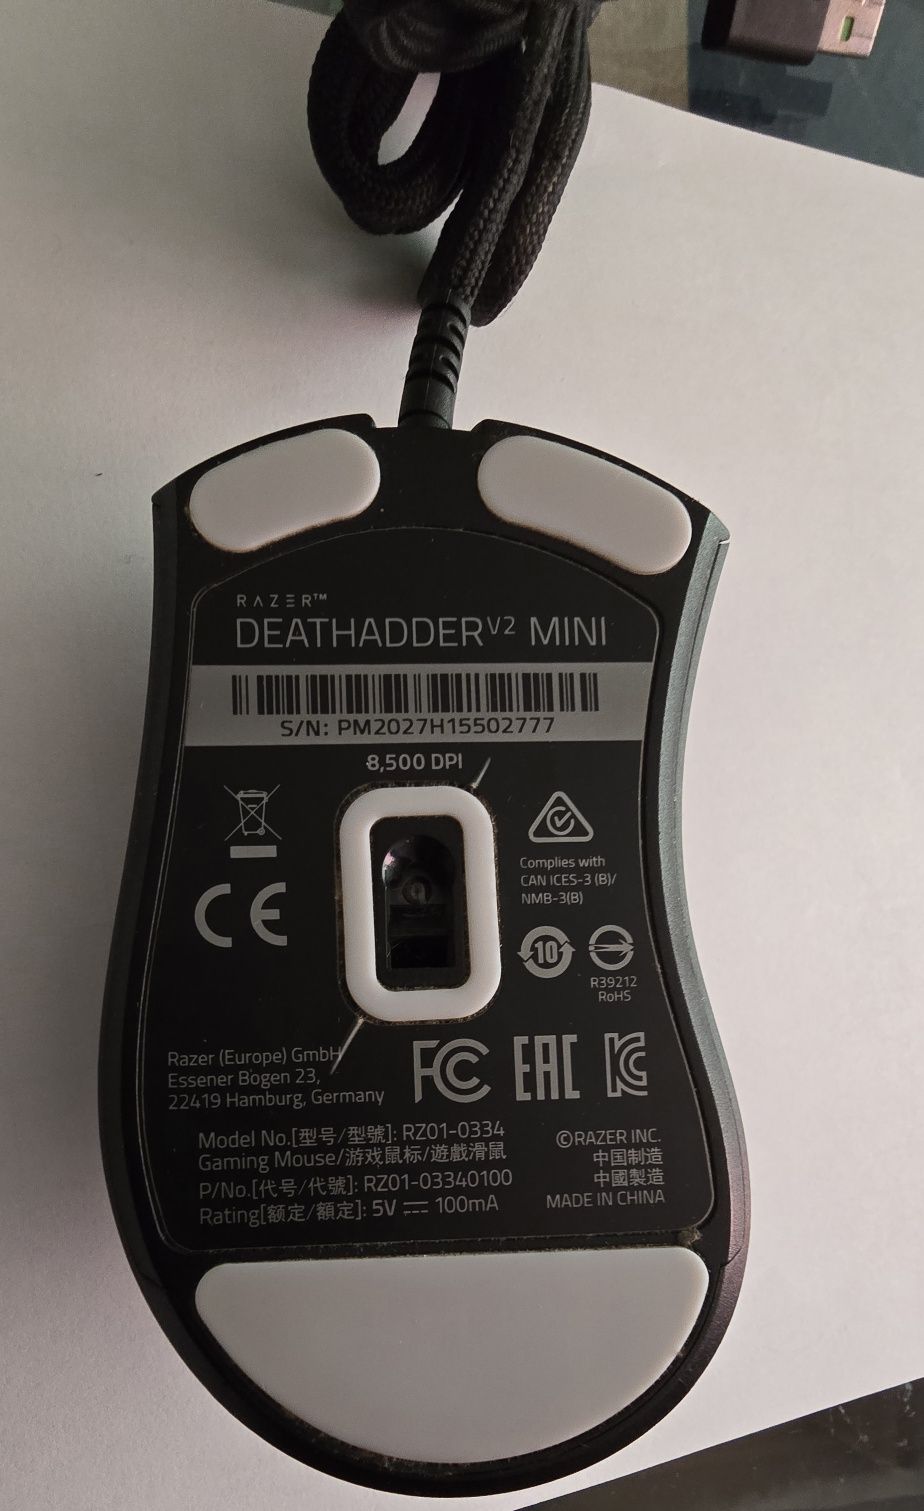 RAZER™
DEATHADDER V2 MINI
S/N: PM2027H15502777
8,500 DPI
Complies with
CAN ICES-3 (B)/
NMB-3(B)
CE
10
R39212
RoHS
Razer (Europe) GmbH
Essener Bogen 23,
22419 Hamburg, Germany
FC EAC KC
Model No.[型号/型號]: RZ01-0334
Gaming Mouse/游戏鼠标/遊戲滑鼠
P/No.[代号/代號]: RZ01-03340100
Rating[额定/額定]: 5V ⎓ 100mA
©RAZER INC.
中国制造
中國製造
MADE IN CHINA